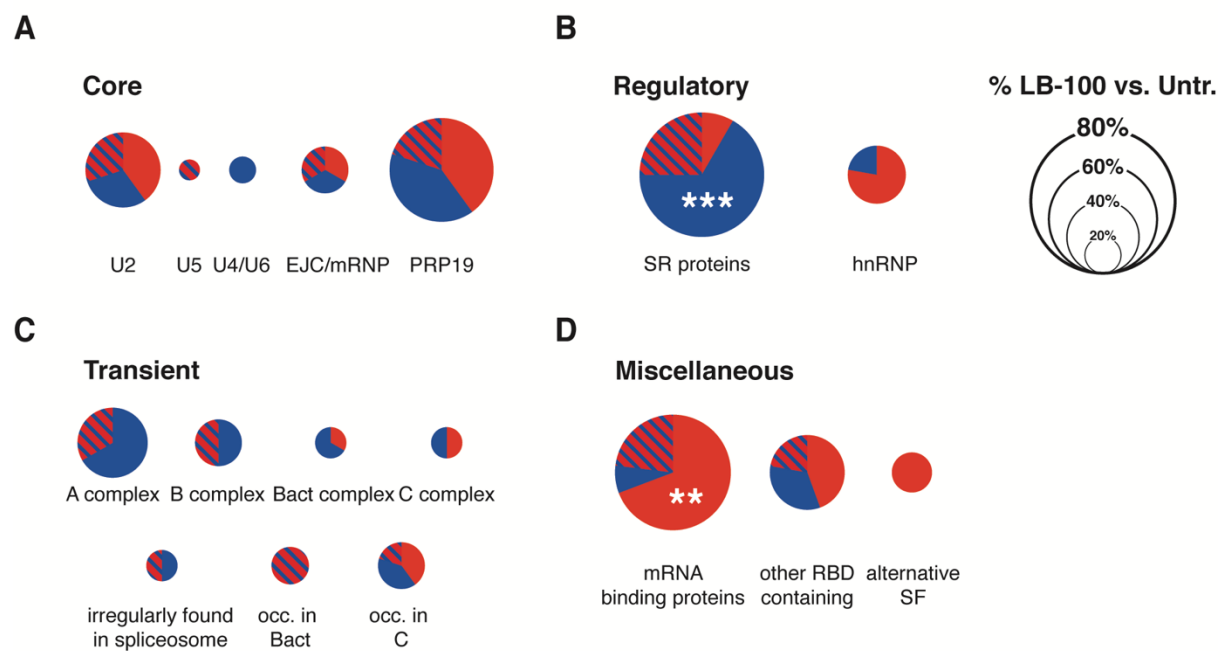 A
Core
U2
U5
U4/U6
EJC/mRNP
PRP19
B
Regulatory
***
SR proteins
hnRNP
% LB-100 vs. Untr.
80%
60%
40%
20%
C
Transient
A complex
B complex
Bact complex
C complex
irregularly found
in spliceosome
occ. in
Bact
occ. in
C
D
Miscellaneous
**
mRNA
binding proteins
other RBD
containing
alternative
SF